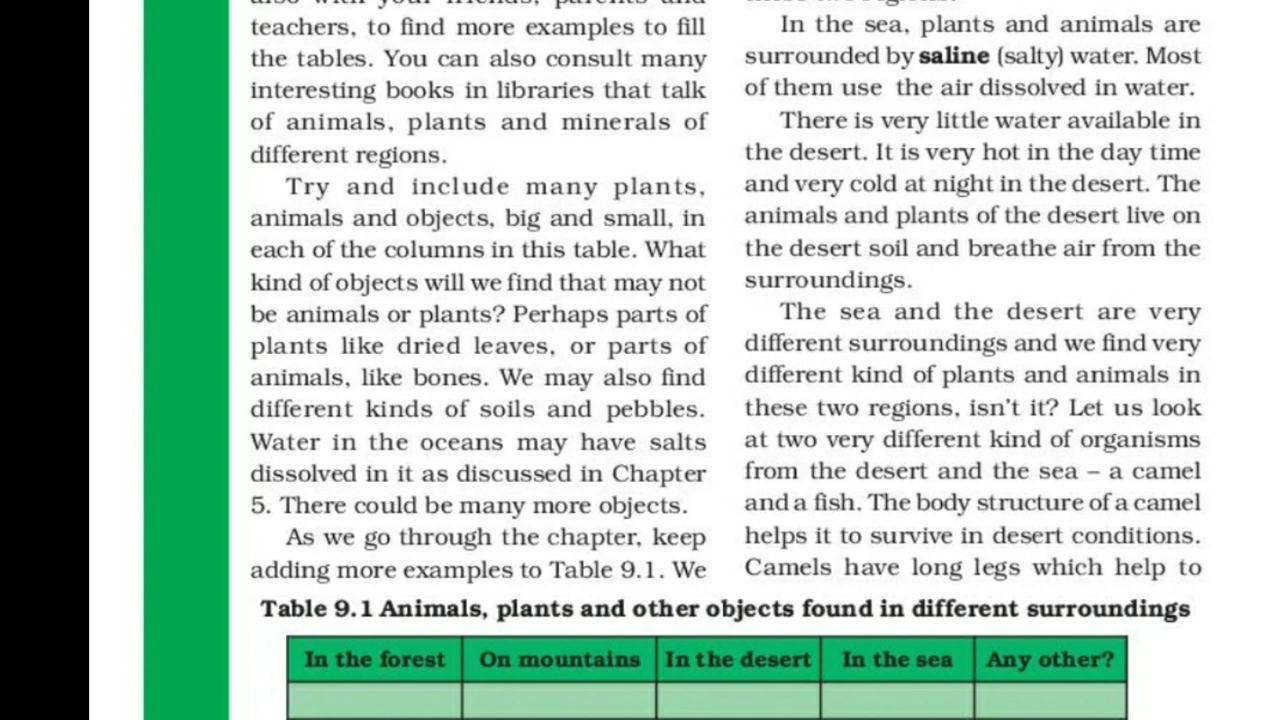 teachers, to find more examples to fill
the tables. You can also consult many
interesting books in libraries that talk
of animals, plants and minerals of
different regions.
Try and include many plants,
animals and objects, big and small, in
each of the columns in this table. What
kind of objects will we find that may not
be animals or plants? Perhaps parts of
plants like dried leaves, or parts of
animals, like bones. We may also find
different kinds of soils and pebbles.
Water in the oceans may have salts
dissolved in it as discussed in Chapter
5. There could be many more objects.
As we go through the chapter, keep
adding more examples to Table 9.1. We
In the sea, plants and animals are
surrounded by saline (salty) water. Most
of them use the air dissolved in water.
There is very little water available in
the desert. It is very hot in the day time
and very cold at night in the desert. The
animals and plants of the desert live on
the desert soil and breathe air from the
surroundings.
The sea and the desert are very
different surroundings and we find very
different kind of plants and animals in
these two regions, isn't it? Let us look
at two very different kind of organisms
from the desert and the sea – a camel
and a fish. The body structure of a camel
helps it to survive in desert conditions.
Camels have long legs which help to
Table 9.1 Animals, plants and other objects found in different surroundings
In the forest On mountains In the desert In the sea Any other?